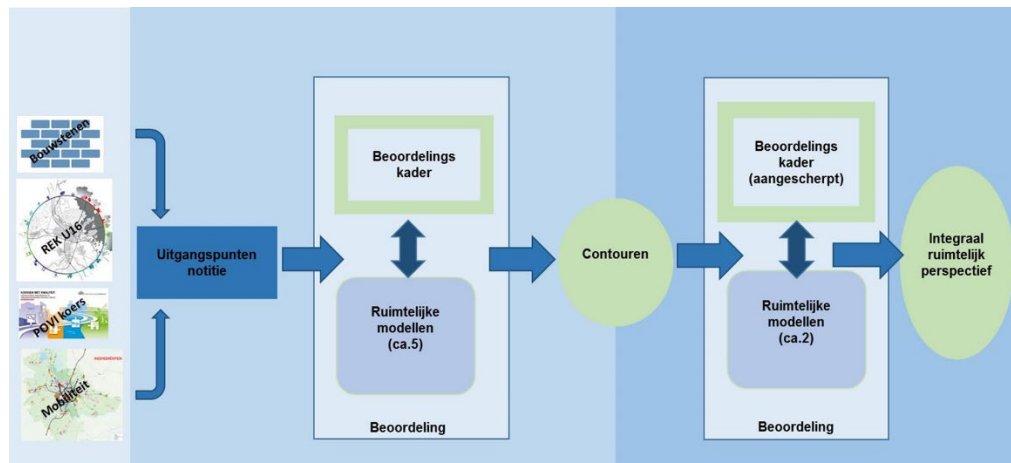 Bouwstenen
REK U16
POVI koers
Mobiliteit
Uitgangspunten
notitie
Beoordelings
kader
Ruimtelijke
modellen
(ca.5)
Beoordeling
Contouren
Beoordelings
kader
(aangescherpt)
Ruimtelijke
modellen
(ca.2)
Beoordeling
Integraal
ruimtelijk
perspectief